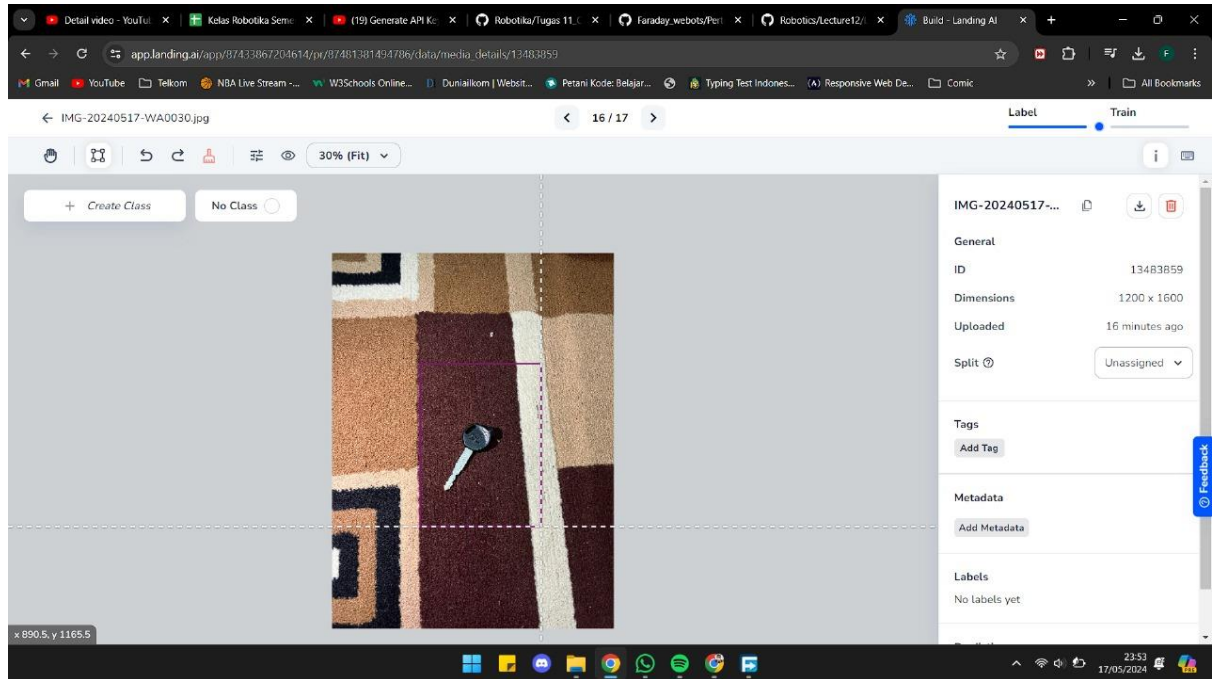 Detail video - YouTul
Kelas Robotika Seme
(19) Generate API Ke
Robotika/Tugas 11_C
Faraday_webots/Pert
Robotics/Lecture12/
Build - Landing AI
app.landing.ai/app/87433867204614/pr/87481381494786/data/media_details/13483859
F
Gmail YouTube Telkom NBA Live Stream -... W3Schools Online... Duniailkom | Websit... Petani Kode: Belajar... Typing Test Indones... Responsive Web De... Comic » All Bookmarks
IMG-20240517-WA0030.jpg
16 / 17
Label Train
30% (Fit)
+ Create Class
No Class
IMG-20240517-...
General
ID 13483859
Dimensions 1200 x 1600
Uploaded 16 minutes ago
Split Unassigned
Tags
Add Tag
Metadata
Add Metadata
Labels
No labels yet
Feedback
x 890.5, y 1165.5
23:53
17/05/2024